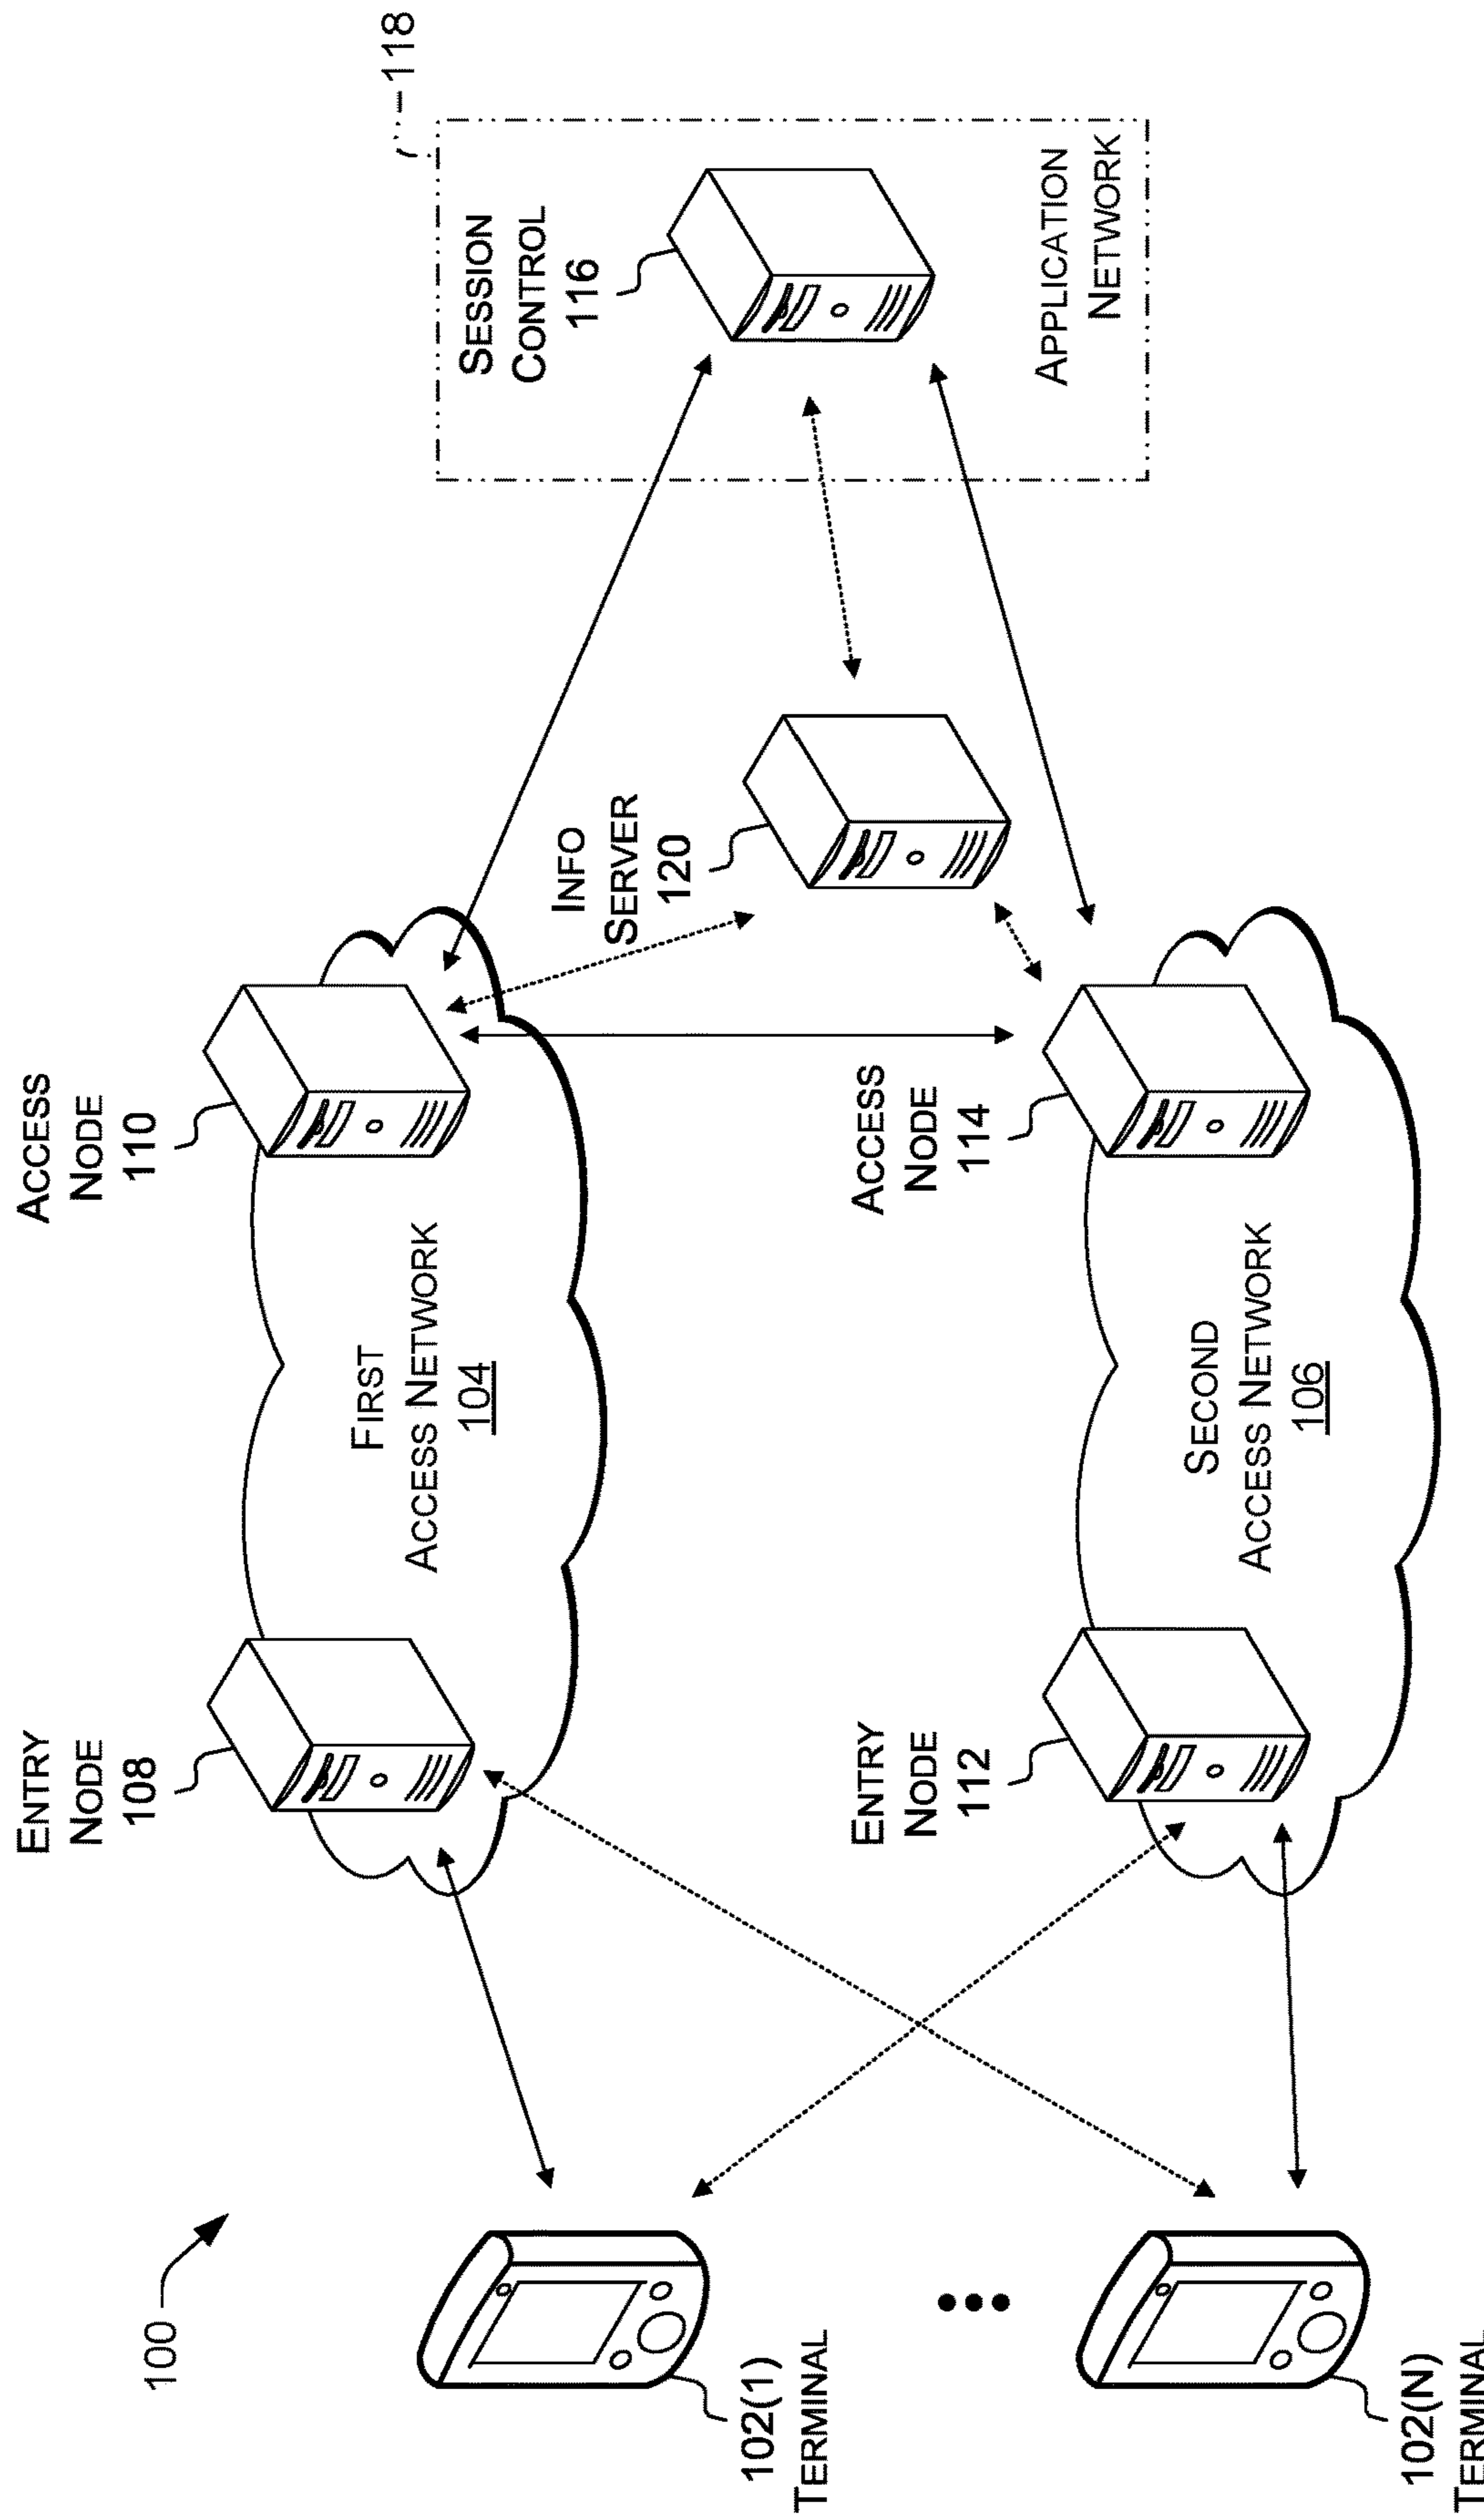 100
ENTRY
NODE
108
ACCESS
NODE
110
FIRST
ACCESS NETWORK
104
118
SESSION
CONTROL
116
INFO
SERVER
120
APPLICATION
NETWORK
102(1)
TERMINAL
ENTRY
NODE
112
ACCESS
NODE
114
SECOND
ACCESS NETWORK
106
102(N)
TERMINAL